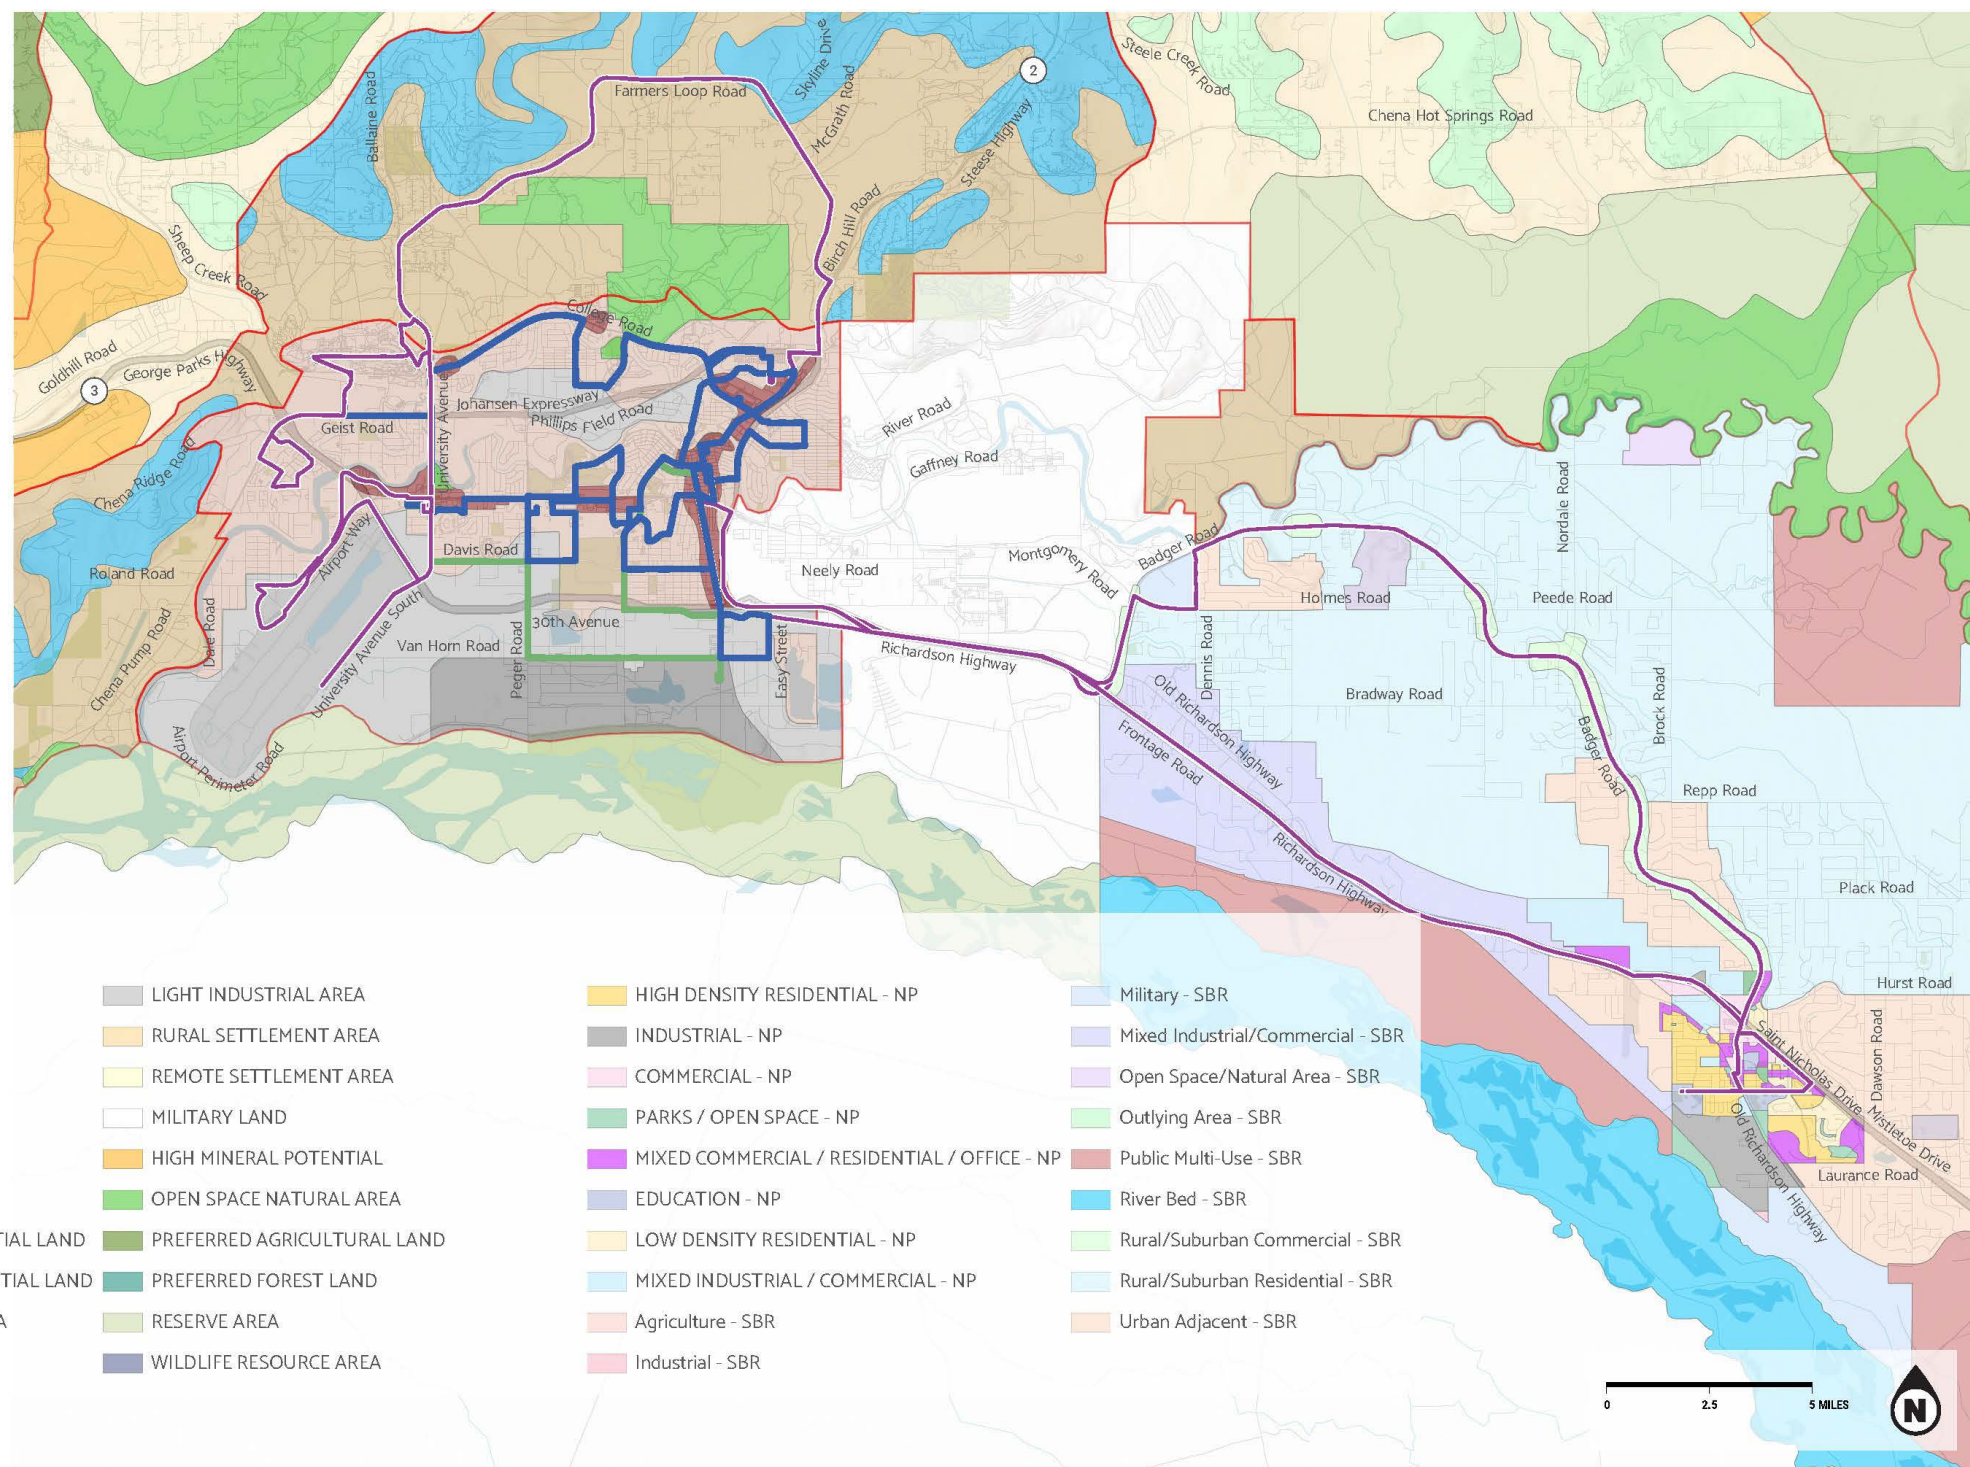 Farmers Loop Road
Ballaine Road
Skyline Drive
McGrath Road
2
Steese Highway
Steele Creek Road
Chena Hot Springs Road
Birch Hill Road
Sheep Creek Road
College Road
Goldhill Road
George Parks Highway
3
Johansen Expressway
Phillips Field Road
Geist Road
University Avenue
River Road
Gaffney Road
Chena Ridge Road
Nordale Road
Airport Way
Davis Road
Badger Road
Montgomery Road
Roland Road
Neely Road
Holmes Road
Peede Road
Dale Road
University Avenue South
30th Avenue
Van Horn Road
Peger Road
Easy Street
Chena Pump Road
Richardson Highway
Dennis Road
Old Richardson Highway
Bradway Road
Brock Road
Badger Road
Frontage Road
Airport Perimeter Road
Repp Road
Richardson Highway
Plack Road
Hurst Road
Saint Nicholas Drive
Dawson Road
Mistletoe Drive
Old Richardson Highway
Laurance Road
LIGHT INDUSTRIAL AREA
RURAL SETTLEMENT AREA
REMOTE SETTLEMENT AREA
MILITARY LAND
HIGH MINERAL POTENTIAL
OPEN SPACE NATURAL AREA
TIAL LAND
PREFERRED AGRICULTURAL LAND
TIAL LAND
PREFERRED FOREST LAND
A
RESERVE AREA
WILDLIFE RESOURCE AREA
HIGH DENSITY RESIDENTIAL - NP
INDUSTRIAL - NP
COMMERCIAL - NP
PARKS / OPEN SPACE - NP
MIXED COMMERCIAL / RESIDENTIAL / OFFICE - NP
EDUCATION - NP
LOW DENSITY RESIDENTIAL - NP
MIXED INDUSTRIAL / COMMERCIAL - NP
Agriculture - SBR
Industrial - SBR
Military - SBR
Mixed Industrial/Commercial - SBR
Open Space/Natural Area - SBR
Outlying Area - SBR
Public Multi-Use - SBR
River Bed - SBR
Rural/Suburban Commercial - SBR
Rural/Suburban Residential - SBR
Urban Adjacent - SBR
0 2.5 5 MILES
N